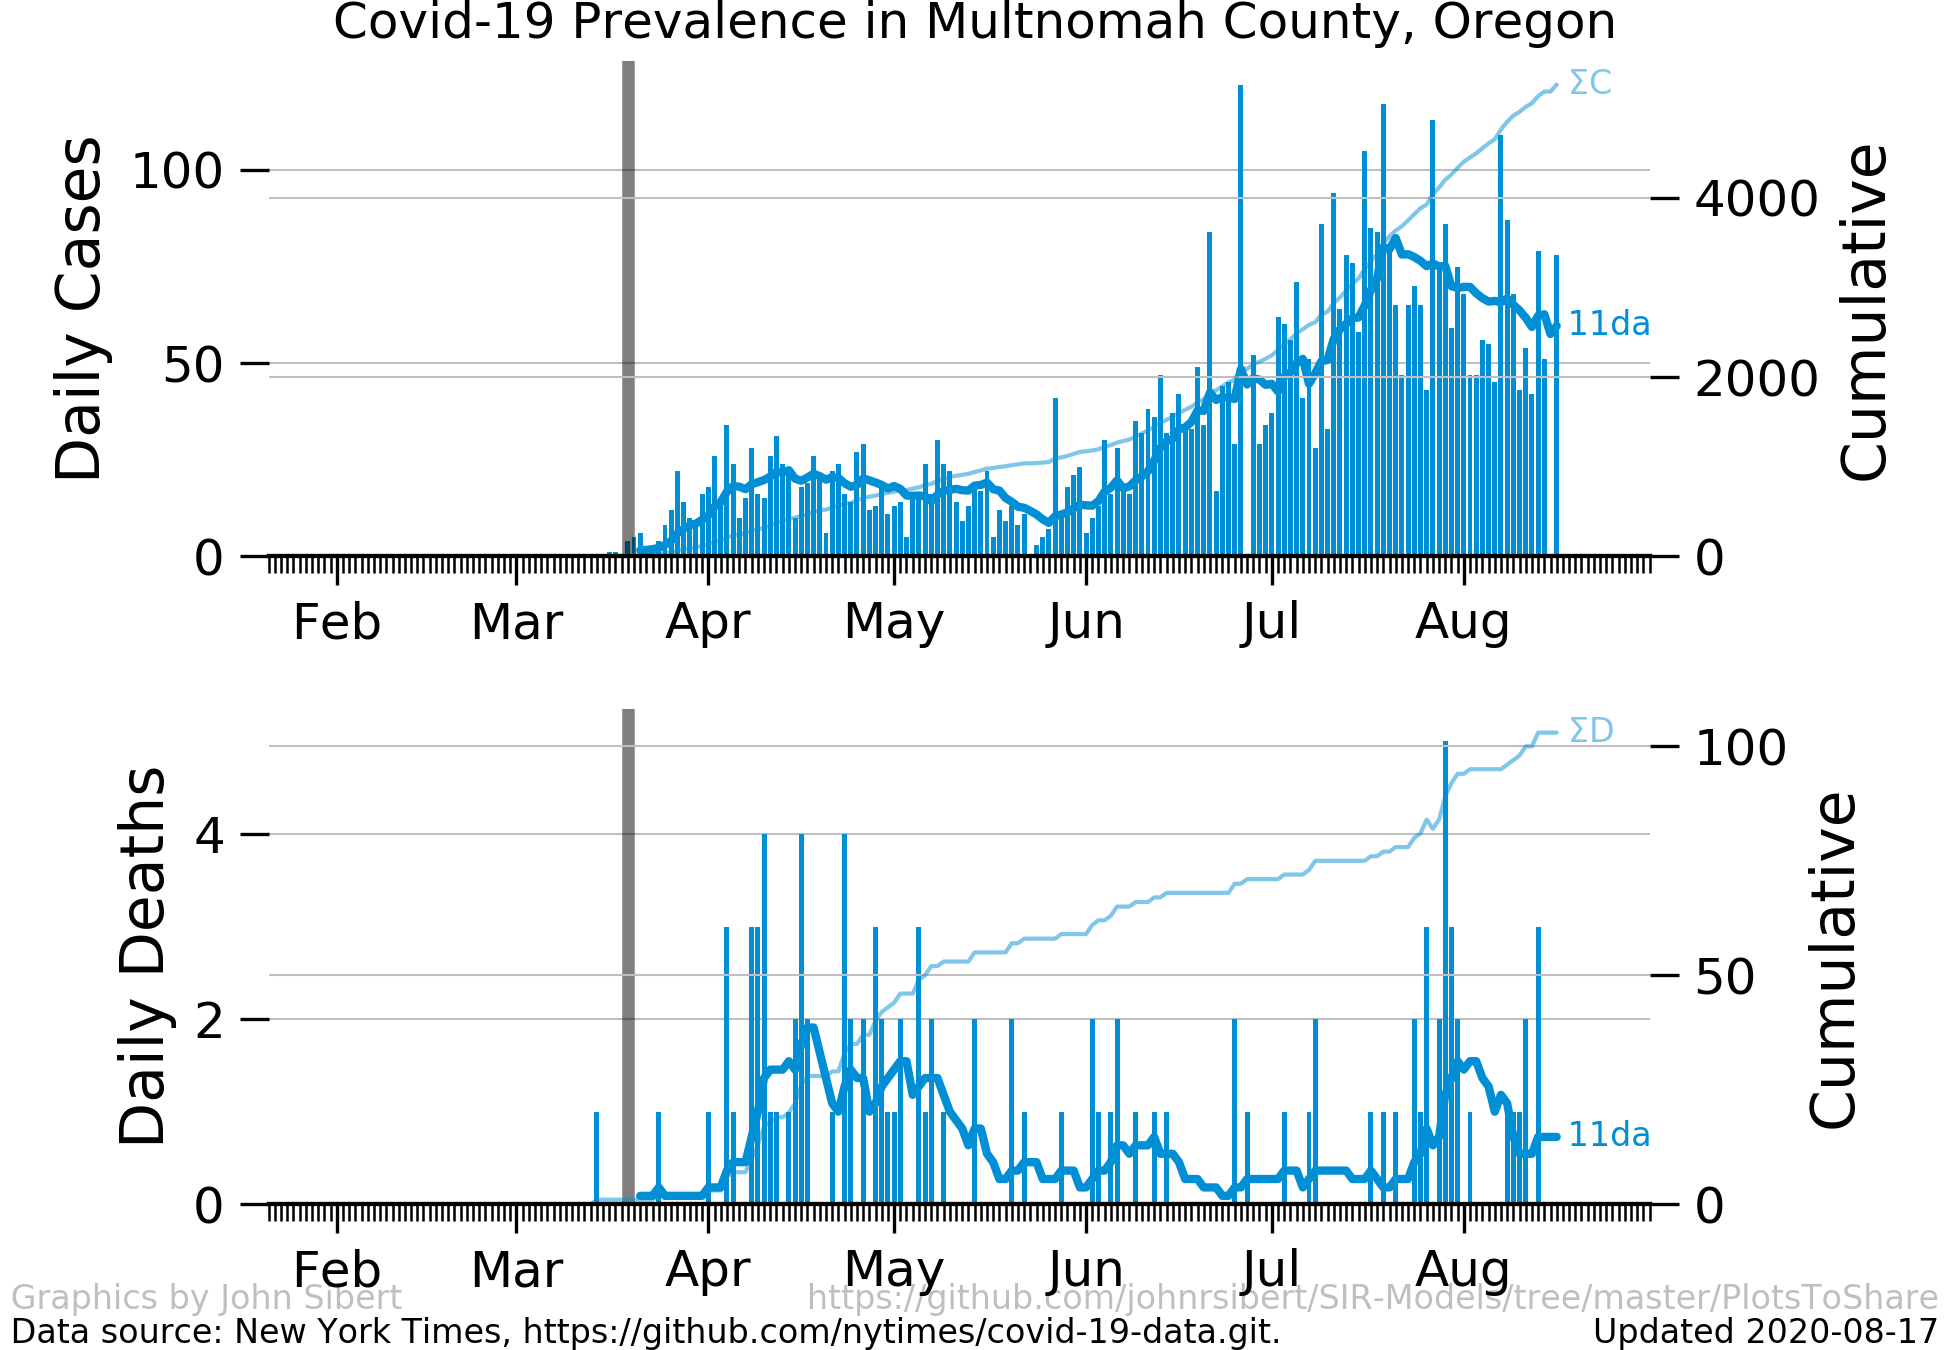 Covid-19 Prevalence in Multnomah County, Oregon
Daily Cases
100
50
0
ΣC
11da
4000
2000
0
Cumulative
Feb Mar Apr May Jun Jul Aug
Daily Deaths
4
2
0
ΣD
11da
100
50
0
Cumulative
Feb Mar Apr May Jun Jul Aug
Graphics by John Sibert https://github.com/johnrsibert/SIR-Models/tree/master/PlotsToShare
Data source: New York Times, https://github.com/nytimes/covid-19-data.git. Updated 2020-08-17